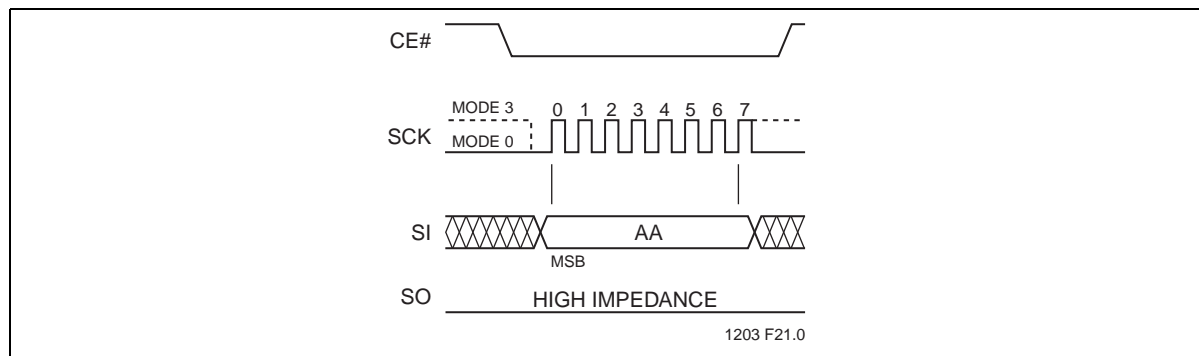 CE#
MODE 3 0 1 2 3 4 5 6 7
SCK
MODE 0
SI AA
MSB
SO HIGH IMPEDANCE
1203 F21.0